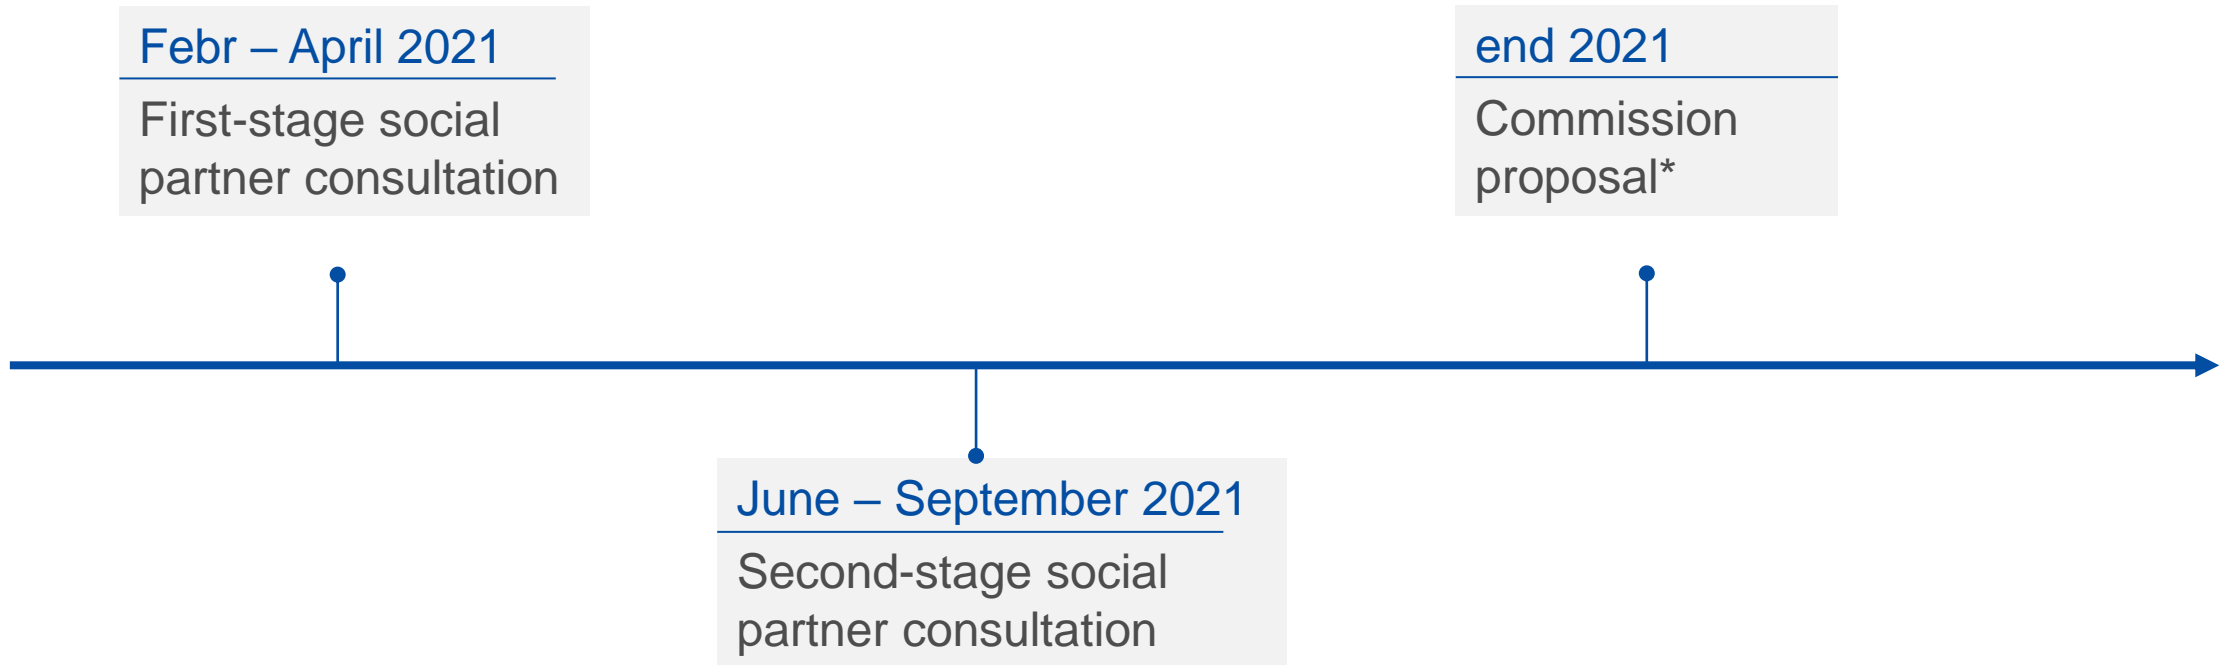 Febr – April 2021
First-stage social
partner consultation
June – September 2021
Second-stage social
partner consultation
end 2021
Commission
proposal*